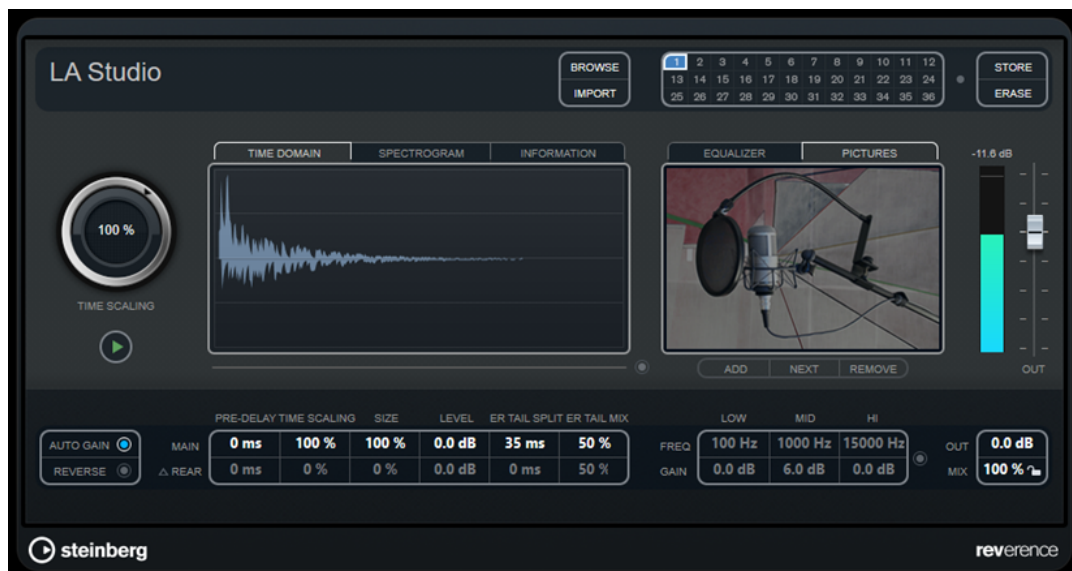 LA Studio
BROWSE
IMPORT
1 2 3 4 5 6 7 8 9 10 11 12
13 14 15 16 17 18 19 20 21 22 23 24
25 26 27 28 29 30 31 32 33 34 35 36
STORE
ERASE
TIME DOMAIN SPECTROGRAM INFORMATION
EQUALIZER PICTURES
-11.6 dB
100 %
TIME SCALING
ADD NEXT REMOVE
OUT
PRE-DELAY TIME SCALING SIZE LEVEL ER TAIL SPLIT ER TAIL MIX
LOW MID HI
AUTO GAIN
REVERSE
MAIN 0 ms 100 % 100 % 0.0 dB 35 ms 50 %
△ REAR 0 ms 0 % 0 % 0.0 dB 0 ms 50 %
FREQ 100 Hz 1000 Hz 15000 Hz
GAIN 0.0 dB 6.0 dB 0.0 dB
OUT 0.0 dB
MIX 100 %
steinberg
reverence